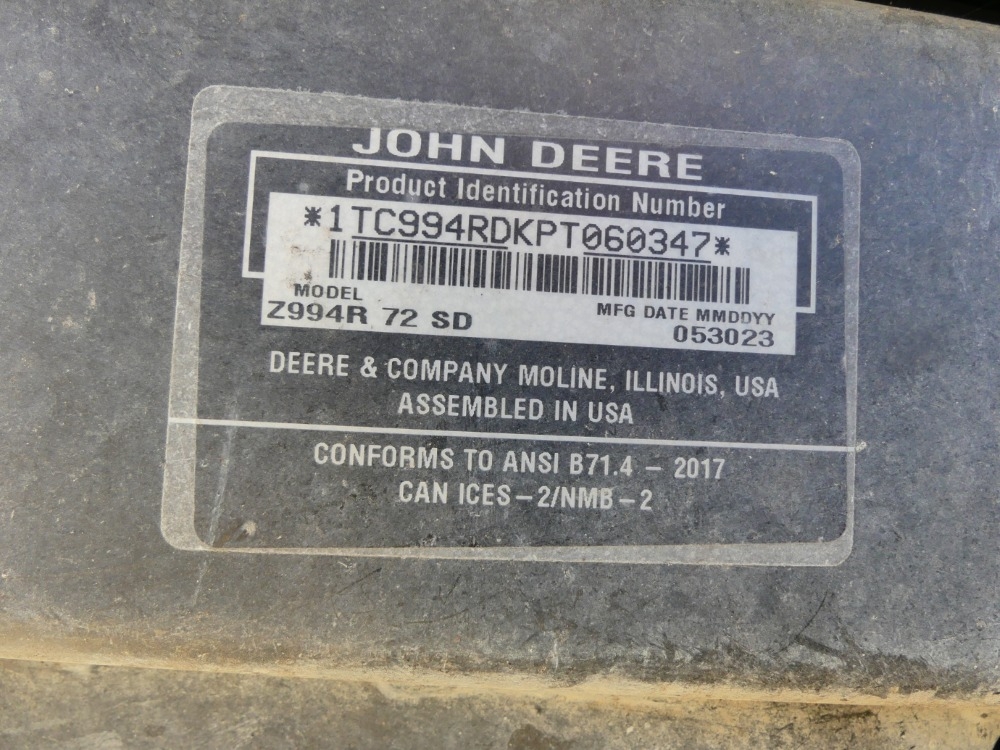 JOHN DEERE
Product Identification Number
*1TC994RDKPT060347*
MODEL
MFG DATE MMDDYY
Z994R 72 SD
053023
DEERE & COMPANY MOLINE, ILLINOIS, USA
ASSEMBLED IN USA
CONFORMS TO ANSI B71.4 - 2017
CAN ICES-2/NMB-2